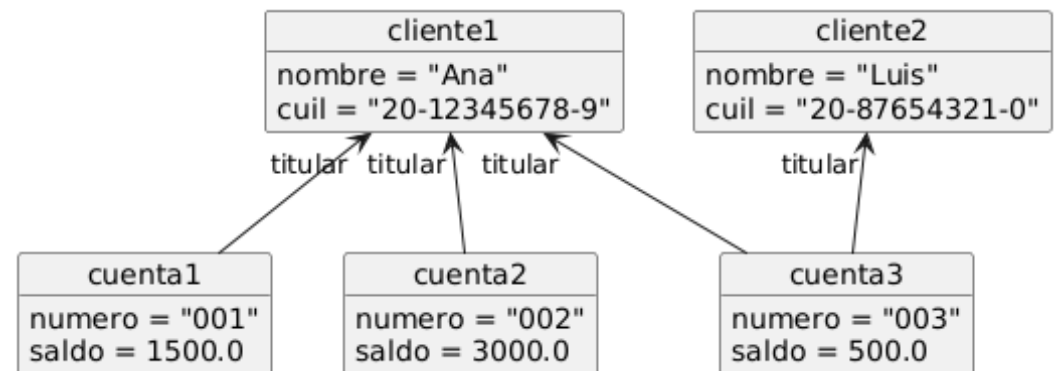 cliente1
nombre = "Ana"
cuil = "20-12345678-9"
cliente2
nombre = "Luis"
cuil = "20-87654321-0"
titular
titular
titular
titular
cuenta1
numero = "001"
saldo = 1500.0
cuenta2
numero = "002"
saldo = 3000.0
cuenta3
numero = "003"
saldo = 500.0